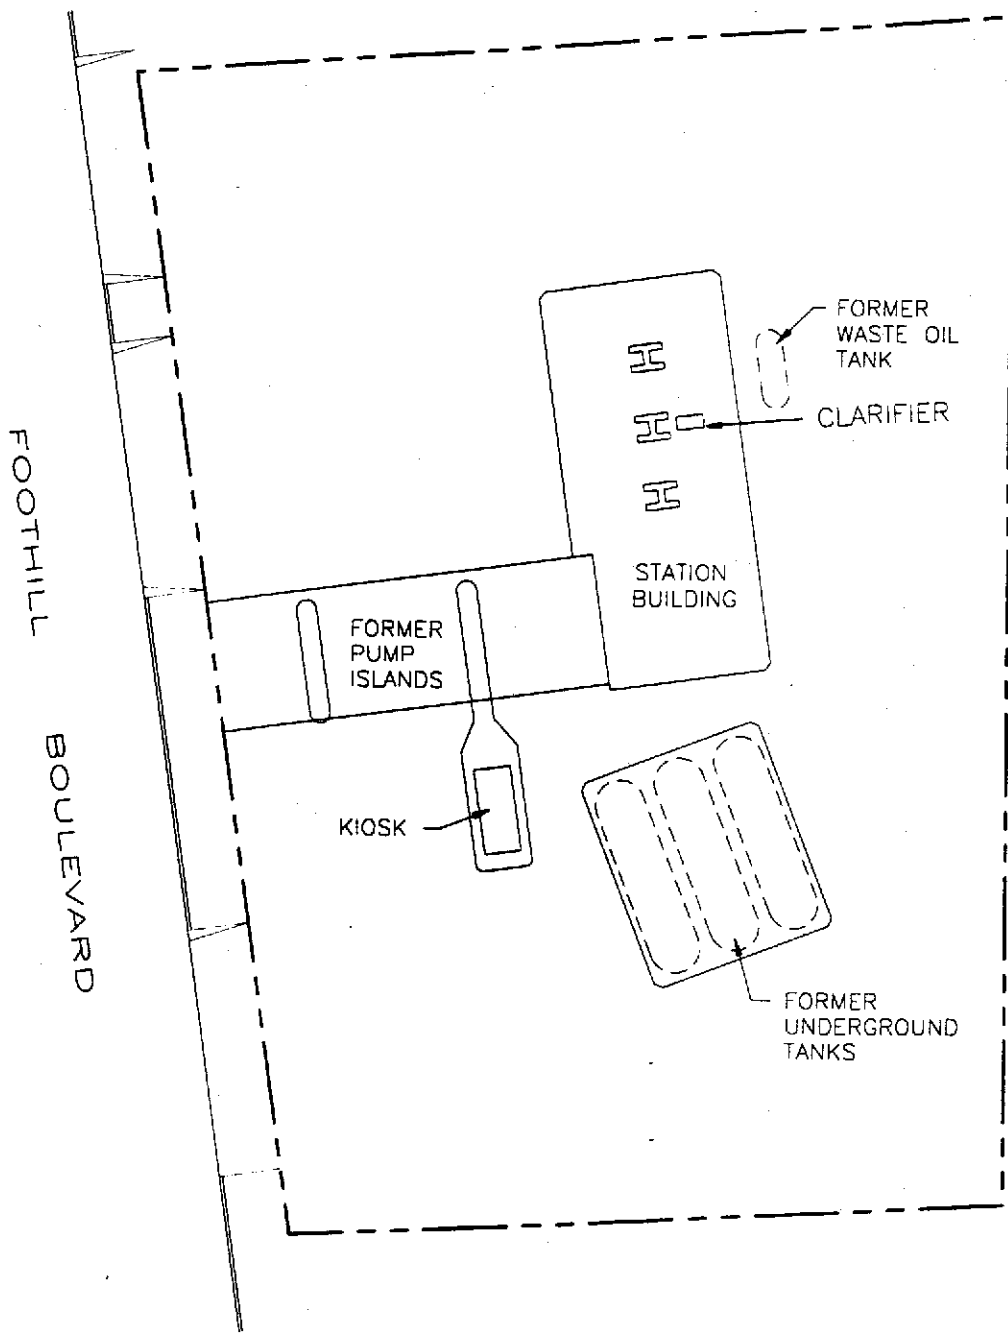 FORMER
WASTE OIL
TANK
CLARIFIER
STATION
BUILDING
FORMER
PUMP
ISLANDS
KIOSK
FORMER
UNDERGROUND
TANKS
FOOTHILL BOULEVARD